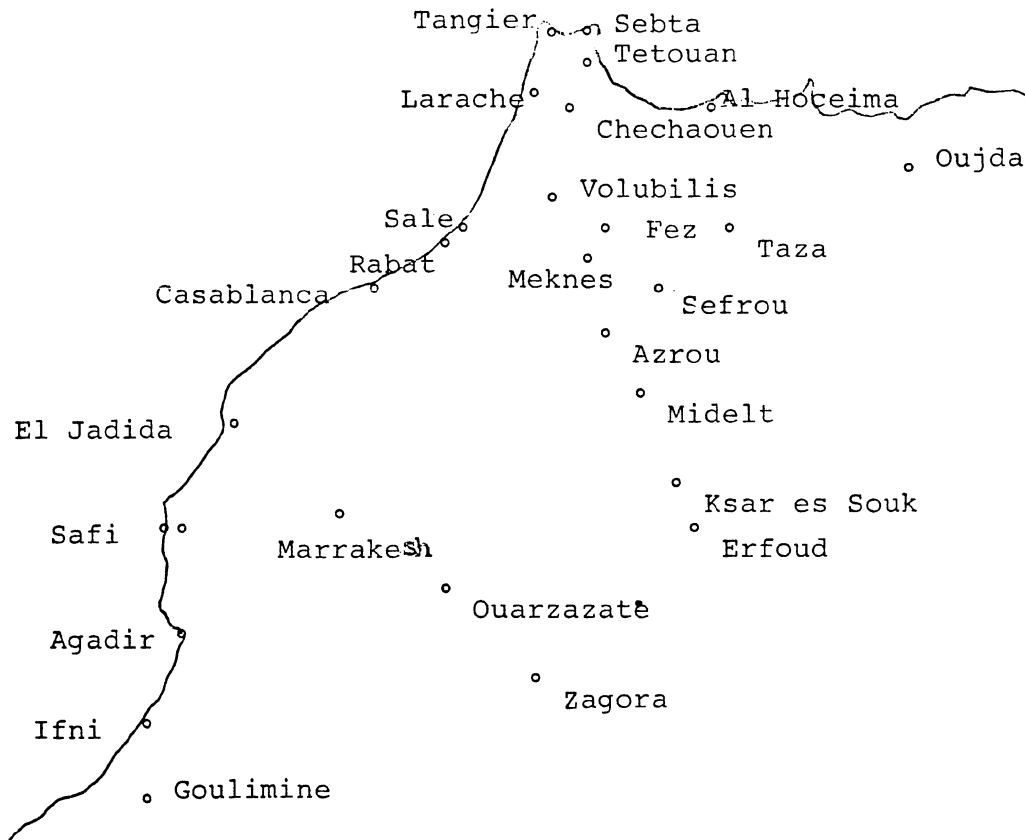 Tangier
Sebta
Tetouan
Larache
Al Hoceima
Chechaouen
Oujda
Volubilis
Sale
Fez
Taza
Rabat
Meknes
Casablanca
Sefrou
Azrou
Midelt
El Jadida
Ksar es Souk
Safi
Marrakesh
Erfoud
Ouarzazate
Agadir
Zagora
Ifni
Goulimine